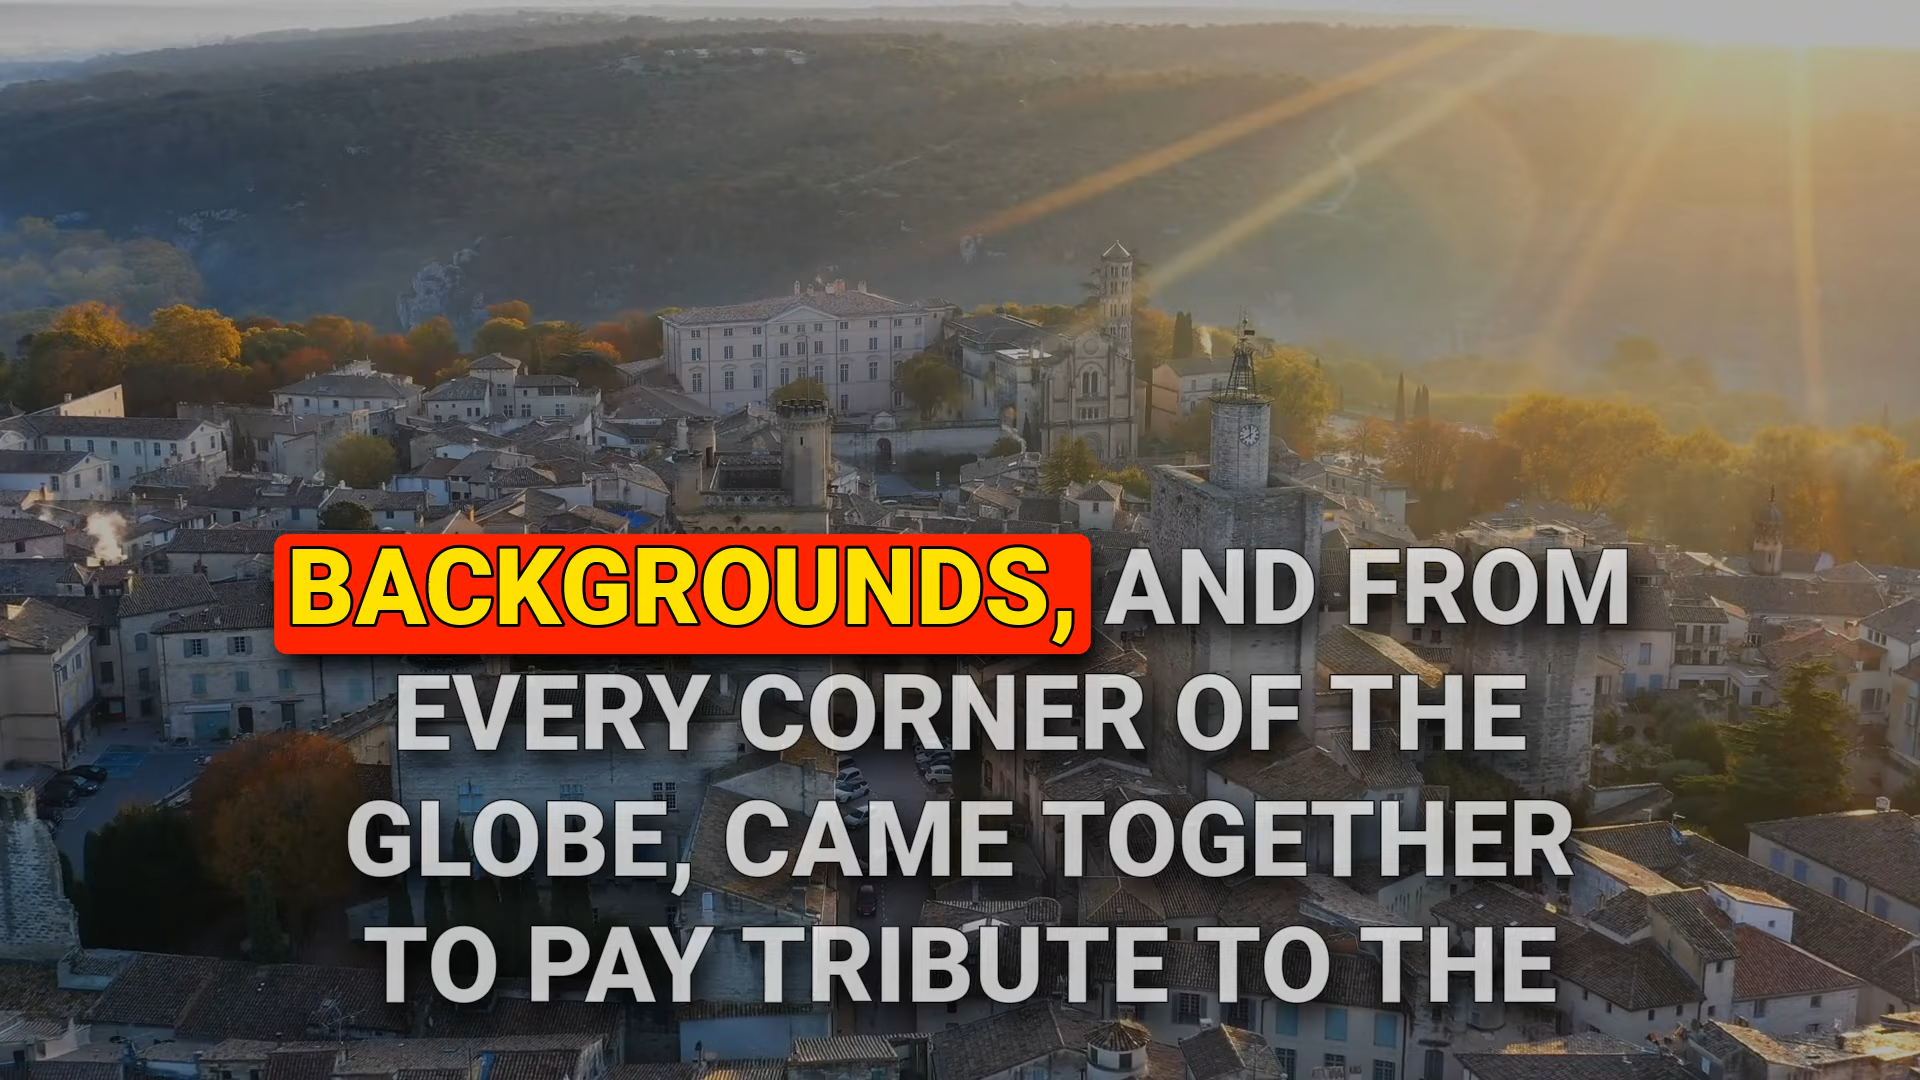 BACKGROUNDS, AND FROM
EVERY CORNER OF THE
GLOBE, CAME TOGETHER
TO PAY TRIBUTE TO THE